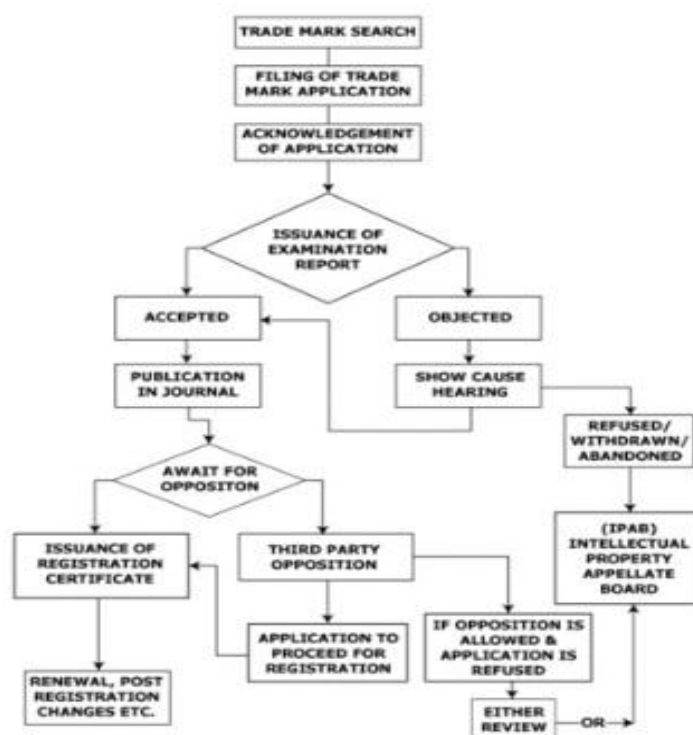 TRADE MARK SEARCH
FILING OF TRADE
MARK APPLICATION
ACKNOWLEDGEMENT
OF APPLICATION
ISSUANCE OF
EXAMINATION
REPORT
ACCEPTED
OBJECTED
PUBLICATION
IN JOURNAL
SHOW CAUSE
HEARING
REFUSED/
WITHDRAWN/
ABANDONED
AWAIT FOR
OPPOSITON
ISSUANCE OF
REGISTRATION
CERTIFICATE
THIRD PARTY
OPPOSITION
(IPAB)
INTELLECTUAL
PROPERTY
APPELLATE
BOARD
APPLICATION TO
PROCEED FOR
REGISTRATION
IF OPPOSITION IS
ALLOWED &
APPLICATION IS
REFUSED
RENEWAL, POST
REGISTRATION
CHANGES ETC.
EITHER
REVIEW
OR